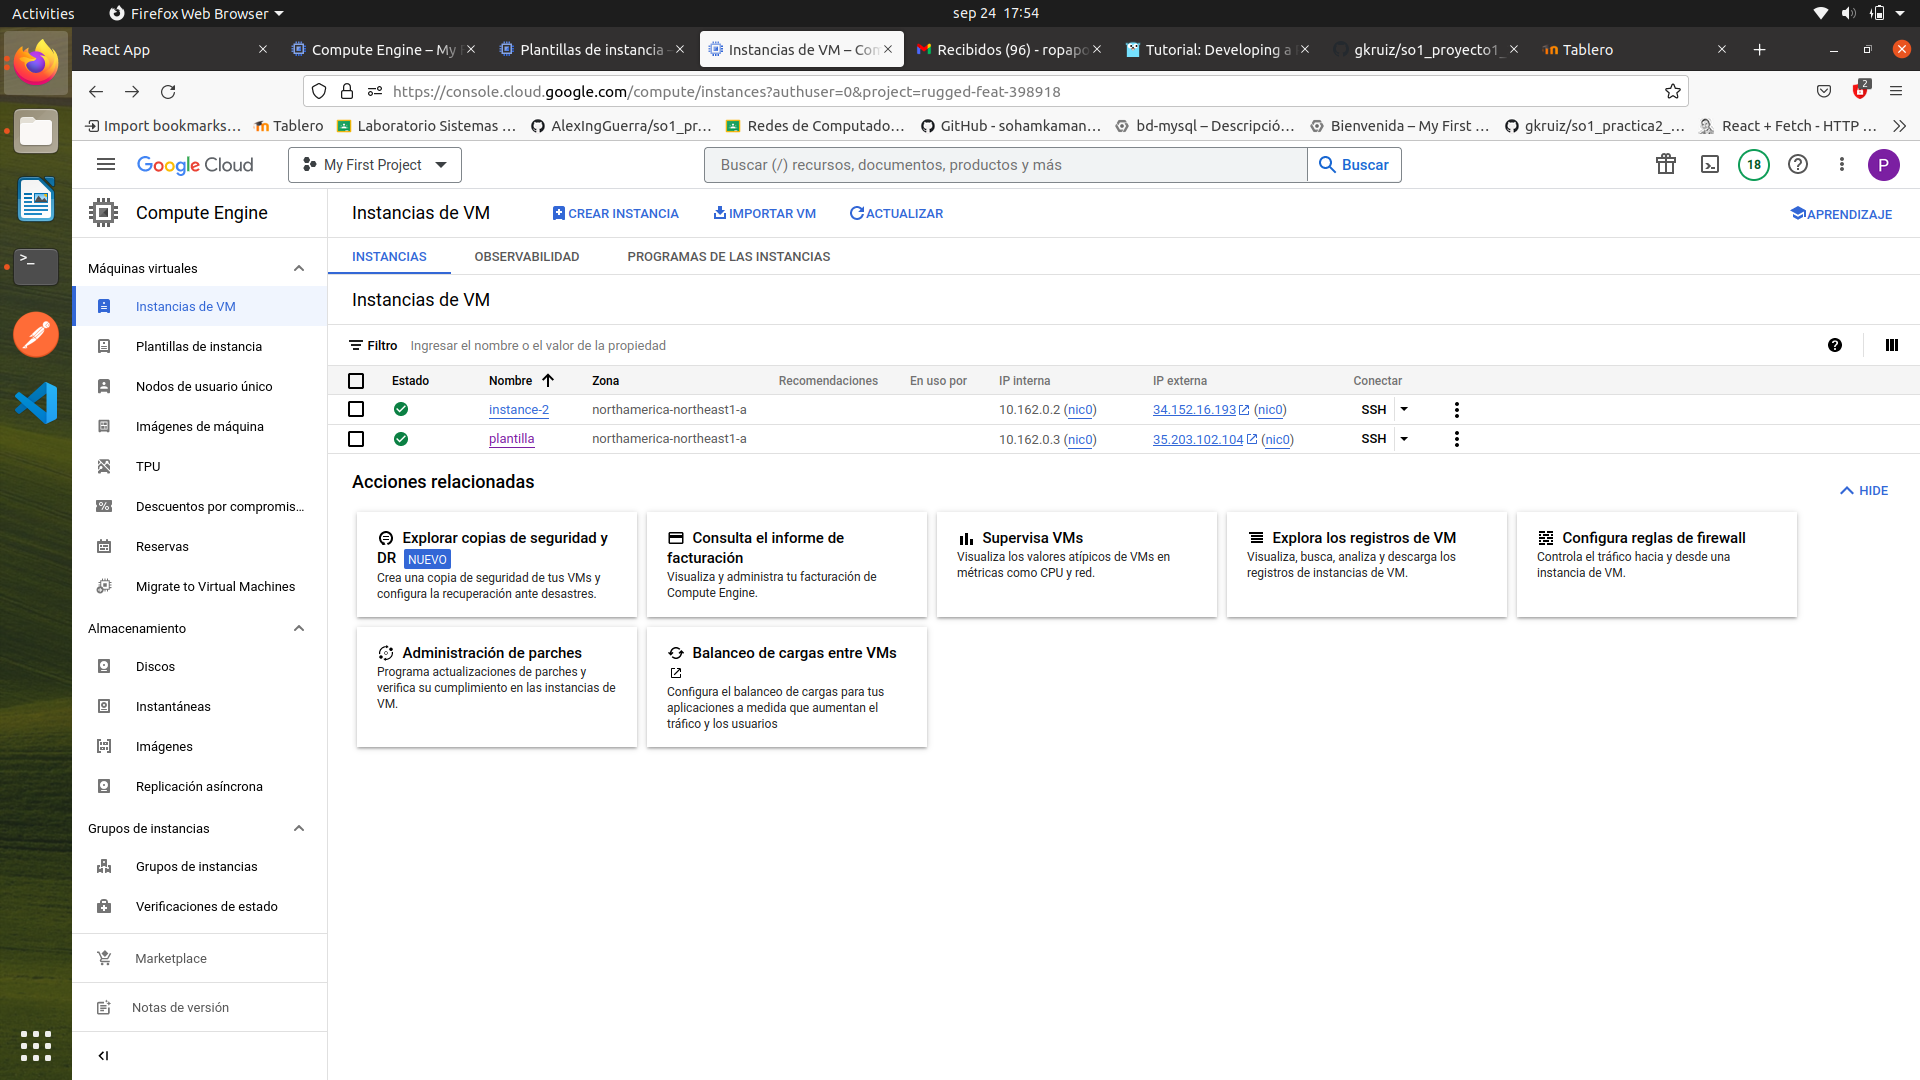 Activities
Firefox Web Browser
sep 24 17:54
React App
Compute Engine – My
Plantillas de instancia
Instancias de VM – Com
Recibidos (96) - ropapo
Tutorial: Developing a
gkruiz/so1_proyecto1_
Tablero
https://console.cloud.google.com/compute/instances?authuser=0&project=rugged-feat-398918
2
Import bookmarks…
Tablero
Laboratorio Sistemas …
AlexIngGuerra/so1_pr…
Redes de Computado…
GitHub - sohamkaman…
bd-mysql – Descripció…
Bienvenida – My First …
gkruiz/so1_practica2_…
React + Fetch - HTTP …
Google Cloud
My First Project
Buscar (/) recursos, documentos, productos y más
Buscar
18
P
Compute Engine
Instancias de VM
CREAR INSTANCIA
IMPORTAR VM
ACTUALIZAR
APRENDIZAJE
INSTANCIAS
OBSERVABILIDAD
PROGRAMAS DE LAS INSTANCIAS
Máquinas virtuales
Instancias de VM
Plantillas de instancia
Nodos de usuario único
Imágenes de máquina
TPU
Descuentos por compromis…
Reservas
Migrate to Virtual Machines
Almacenamiento
Discos
Instantáneas
Imágenes
Replicación asíncrona
Grupos de instancias
Grupos de instancias
Verificaciones de estado
Marketplace
Notas de versión
Instancias de VM
Filtro Ingresar el nombre o el valor de la propiedad
Estado Nombre Zona Recomendaciones En uso por IP interna IP externa Conectar
instance-2 northamerica-northeast1-a 10.162.0.2 (nic0) 34.152.16.193 (nic0) SSH
plantilla northamerica-northeast1-a 10.162.0.3 (nic0) 35.203.102.104 (nic0) SSH
Acciones relacionadas
HIDE
Explorar copias de seguridad y
DR NUEVO
Crea una copia de seguridad de tus VMs y
configura la recuperación ante desastres.
Consulta el informe de
facturación
Visualiza y administra tu facturación de
Compute Engine.
Supervisa VMs
Visualiza los valores atípicos de VMs en
métricas como CPU y red.
Explora los registros de VM
Visualiza, busca, analiza y descarga los
registros de instancias de VM.
Configura reglas de firewall
Controla el tráfico hacia y desde una
instancia de VM.
Administración de parches
Programa actualizaciones de parches y
verifica su cumplimiento en las instancias de
VM.
Balanceo de cargas entre VMs
Configura el balanceo de cargas para tus
aplicaciones a medida que aumentan el
tráfico y los usuarios